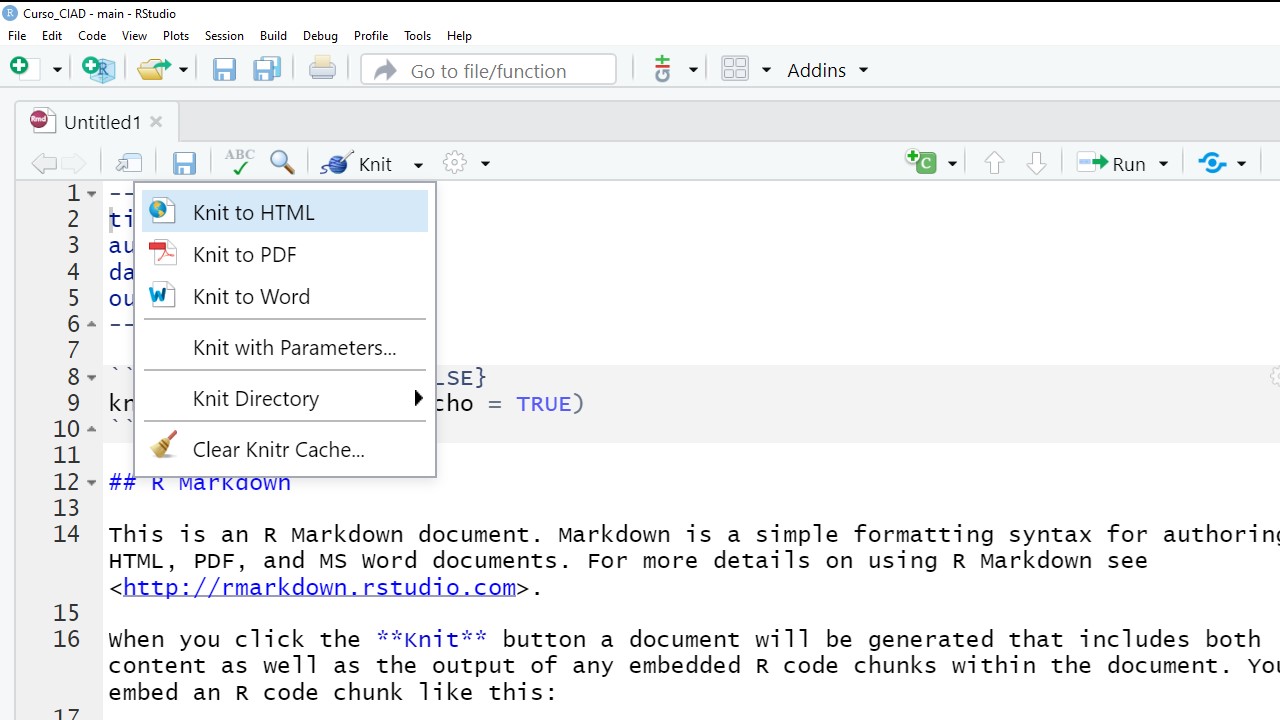 Curso_CIAD - main - RStudio
File Edit Code View Plots Session Build Debug Profile Tools Help
Go to file/function Addins
Rmd Untitled1
ABC Knit Run
1 --
2 ti
3 au
4 da
5 ou
6 --
Knit to HTML
Knit to PDF
Knit to Word
Knit with Parameters...
Knit Directory
Clear Knitr Cache...
7
8 `` LSE}
9 kn cho = TRUE)
10 ``
11
12 ## R Markdown
13
14 This is an R Markdown document. Markdown is a simple formatting syntax for authoring
HTML, PDF, and MS Word documents. For more details on using R Markdown see
<http://rmarkdown.rstudio.com>.
15
16 When you click the **Knit** button a document will be generated that includes both
content as well as the output of any embedded R code chunks within the document. You
embed an R code chunk like this:
17